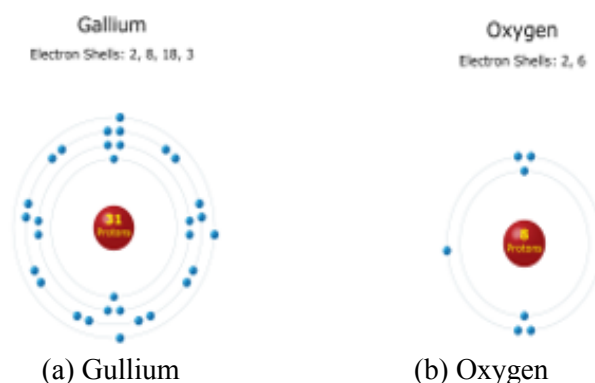 Gallium
Electron Shells: 2, 8, 18, 3
31
Protons
(a) Gullium
Oxygen
Electron Shells: 2, 6
8
Protons
(b) Oxygen